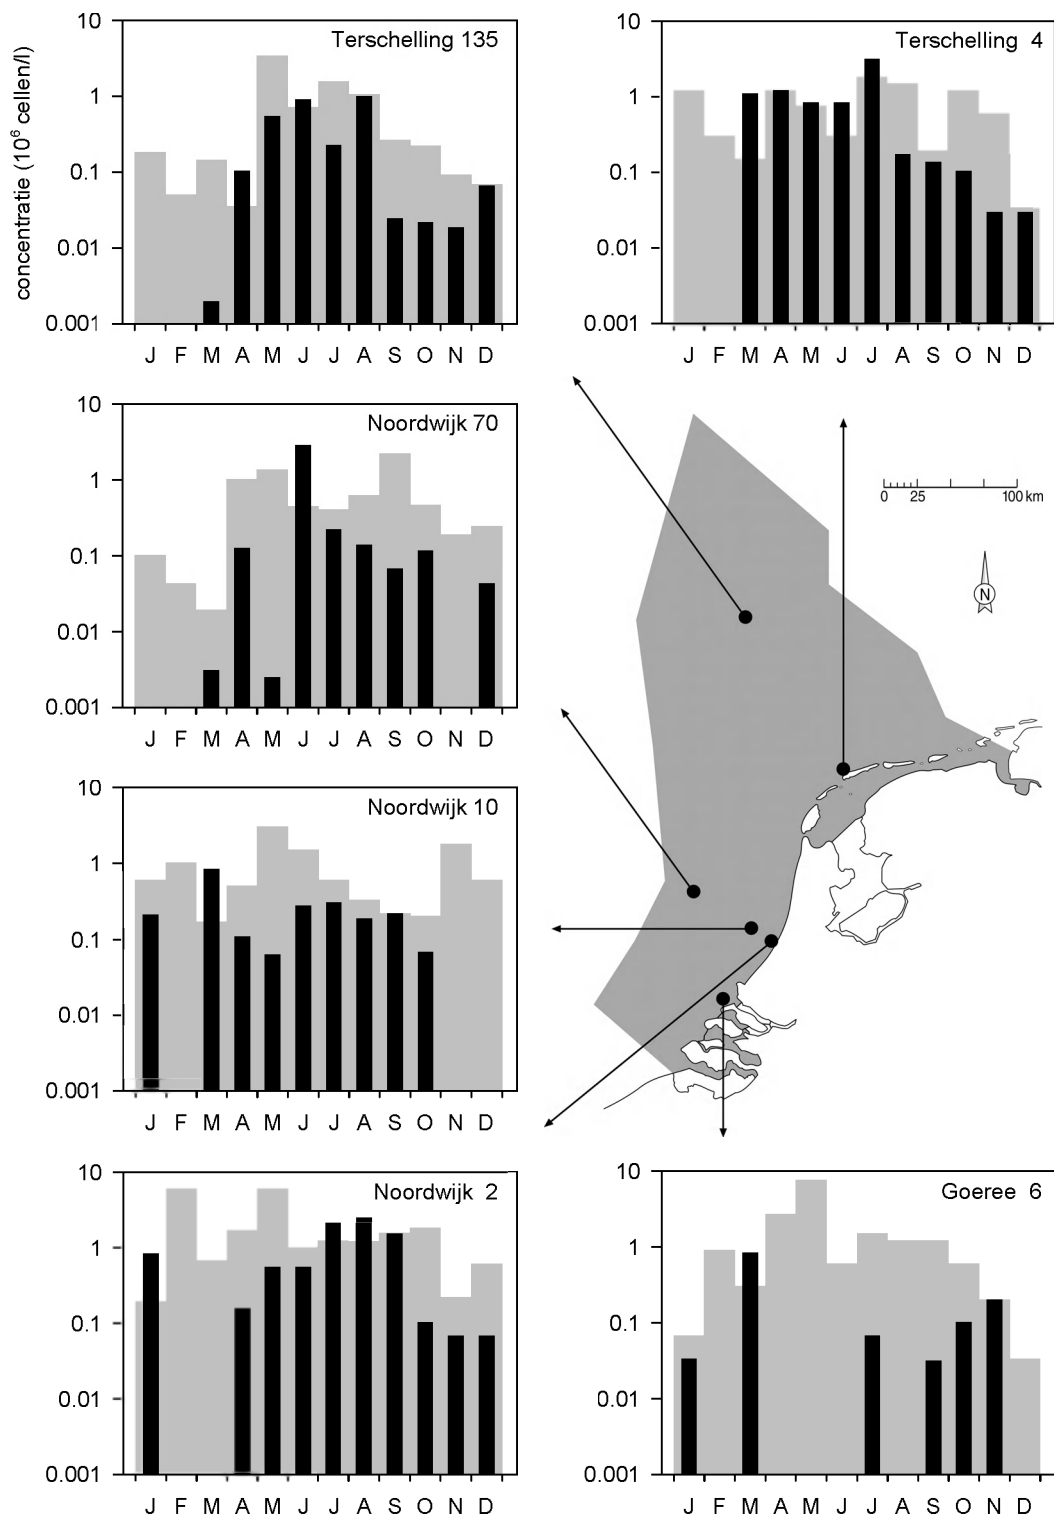 Terschelling 135
concentratie (10⁶ cellen/l)
10
1
0.1
0.01
0.001
J F M A M J J A S O N D
Terschelling 4
10
1
0.1
0.01
0.001
J F M A M J J A S O N D
Noordwijk 70
10
1
0.1
0.01
0.001
J F M A M J J A S O N D
0 25 100 km
N
Noordwijk 10
10
1
0.1
0.01
0.001
J F M A M J J A S O N D
Noordwijk 2
10
1
0.1
0.01
0.001
J F M A M J J A S O N D
Goeree 6
10
1
0.1
0.01
0.001
J F M A M J J A S O N D